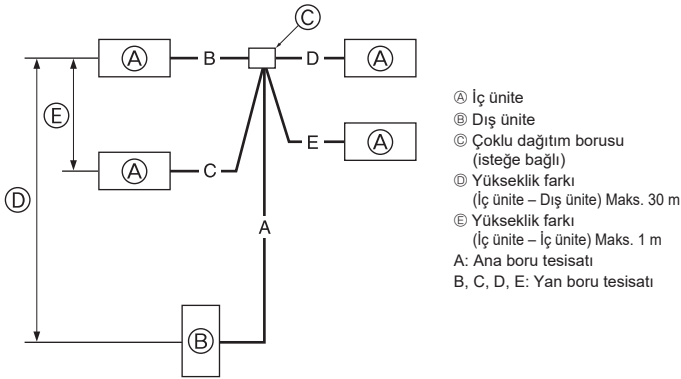 Ⓒ
Ⓐ B D Ⓐ
Ⓔ
E Ⓐ
Ⓐ C
Ⓓ
A
Ⓑ
Ⓐ İç ünite
Ⓑ Dış ünite
Ⓒ Çoklu dağıtım borusu
(isteğe bağlı)
Ⓓ Yükseklik farkı
(İç ünite – Dış ünite) Maks. 30 m
Ⓔ Yükseklik farkı
(İç ünite – İç ünite) Maks. 1 m
A: Ana boru tesisatı
B, C, D, E: Yan boru tesisatı